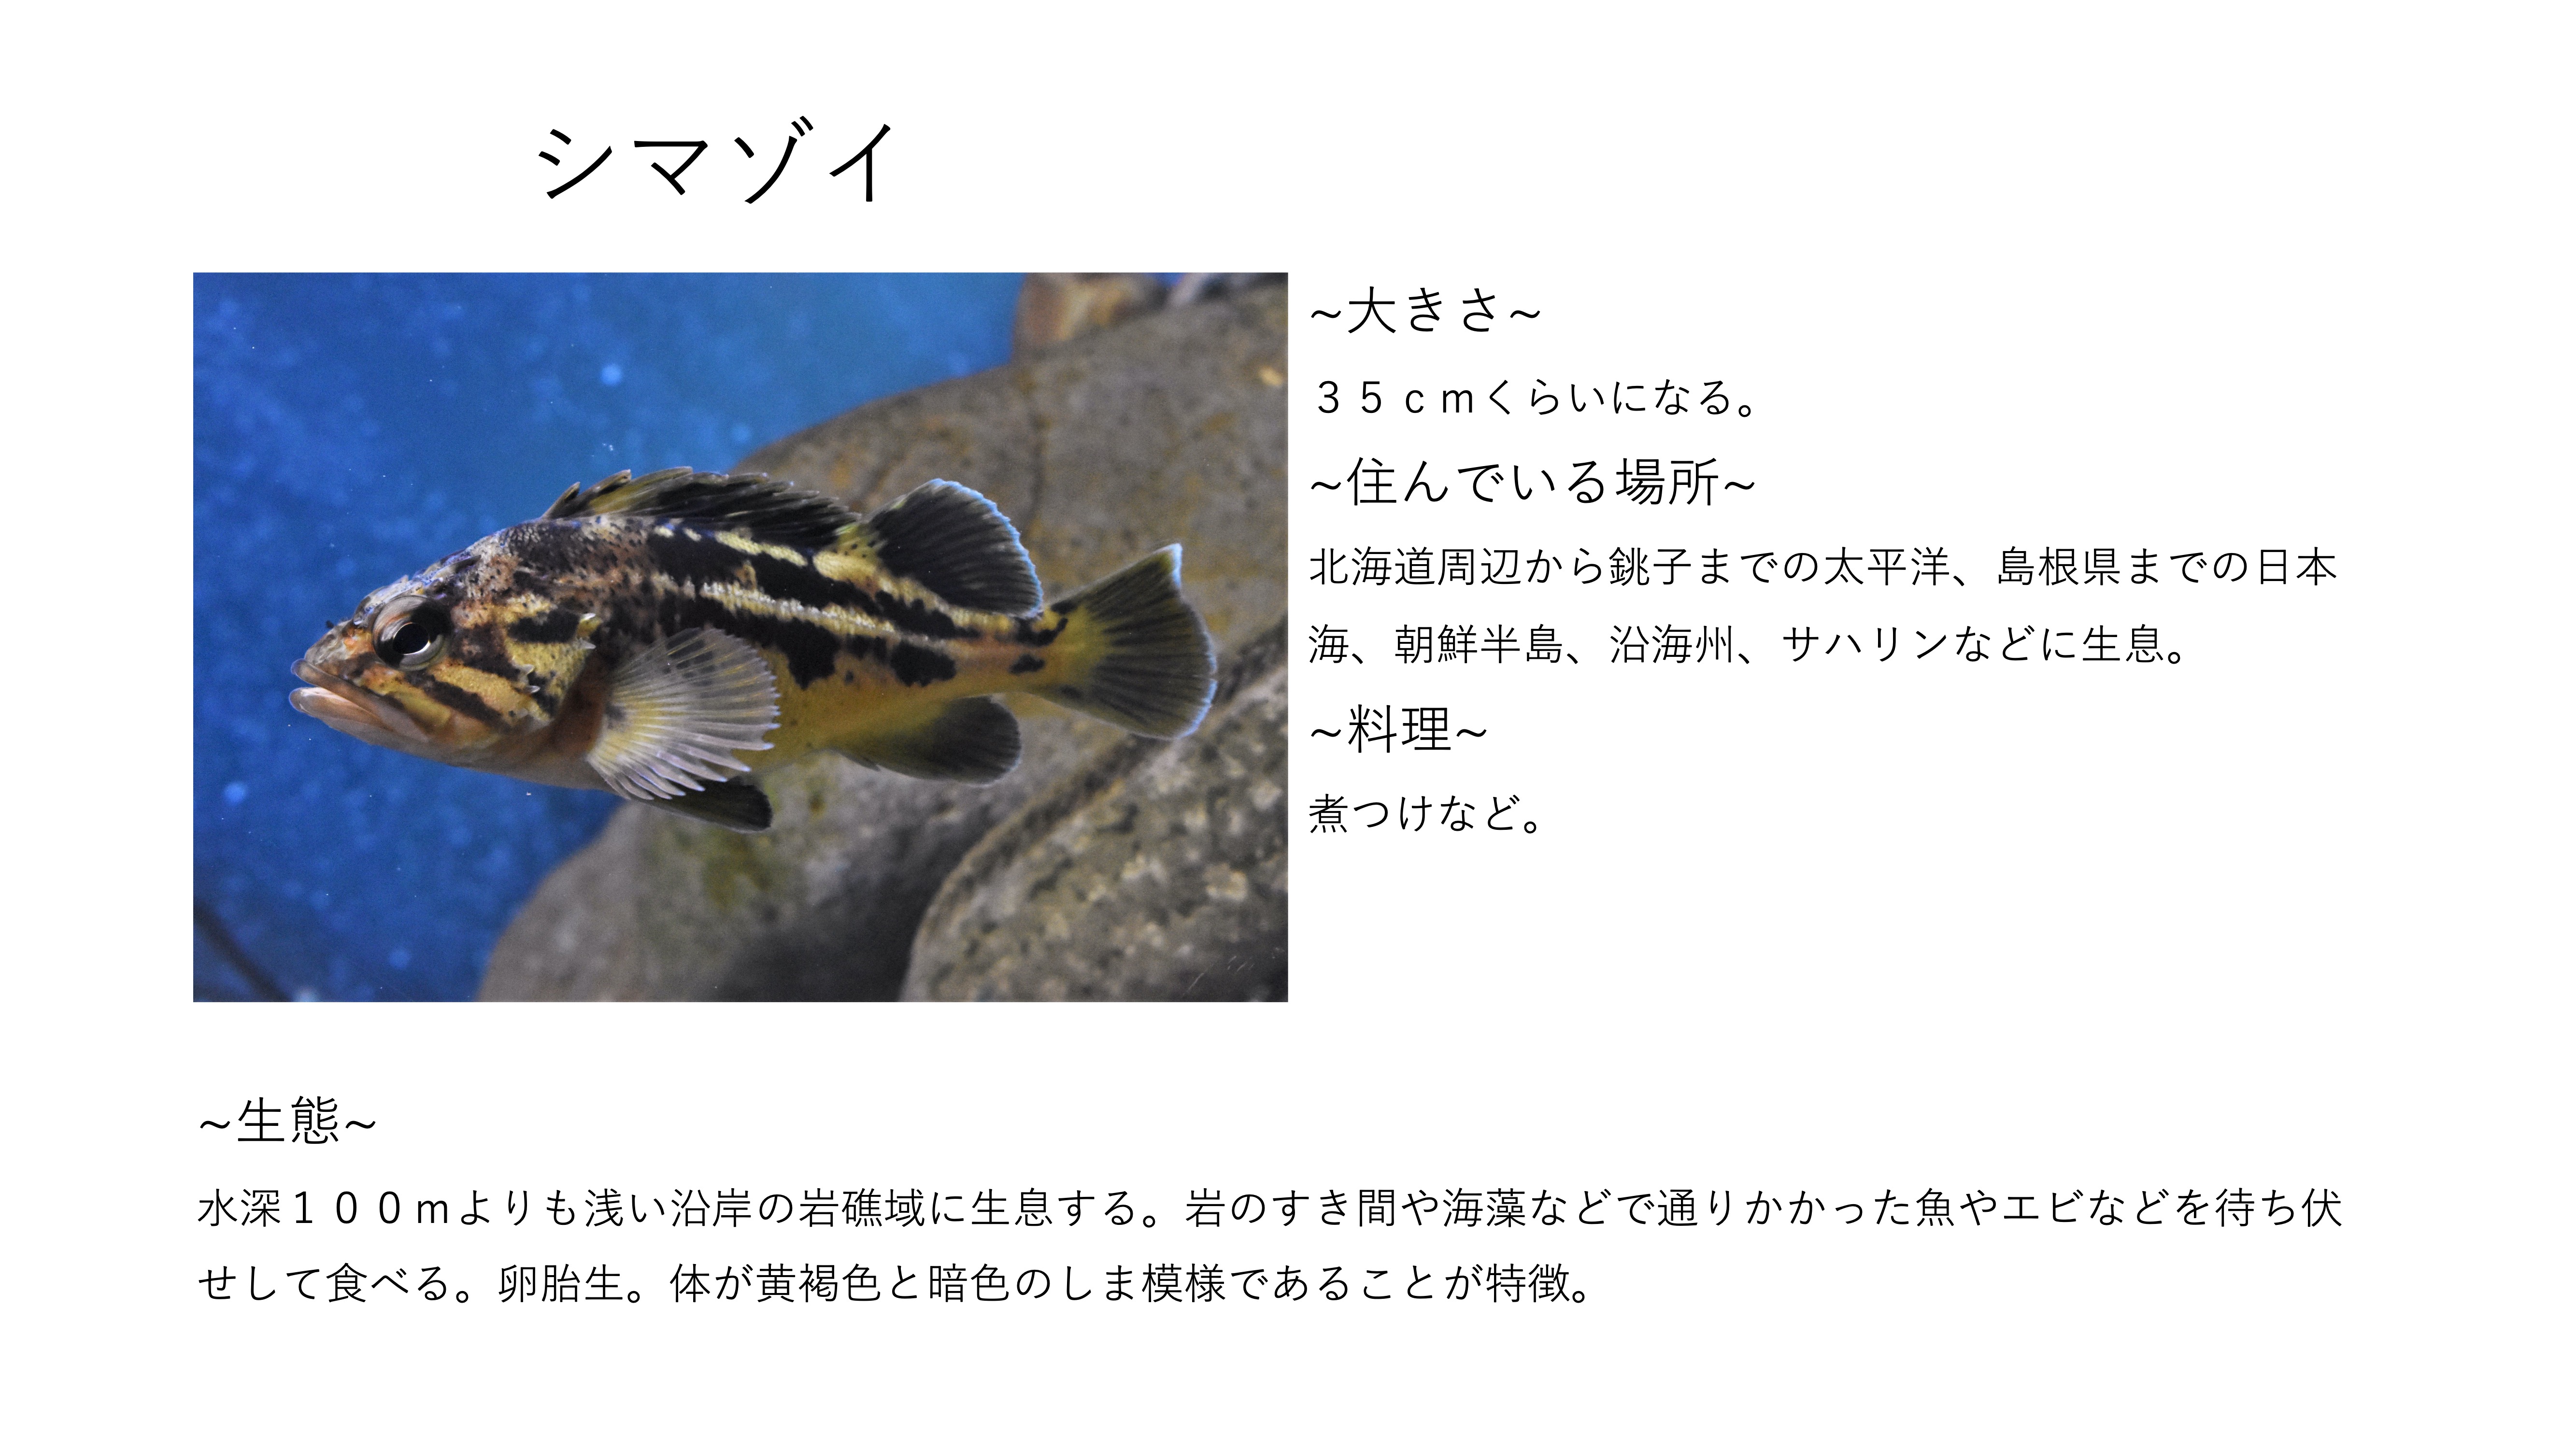 シマゾイ
~大きさ~
３５ｃｍくらいになる。
~住んでいる場所~
北海道周辺から銚子までの太平洋、島根県までの日本
海、朝鮮半島、沿海州、サハリンなどに生息。
~料理~
煮つけなど。
~生態~
水深１００ｍよりも浅い沿岸の岩礁域に生息する。岩のすき間や海藻などで通りかかった魚やエビなどを待ち伏
せして食べる。卵胎生。体が黄褐色と暗色のしま模様であることが特徴。